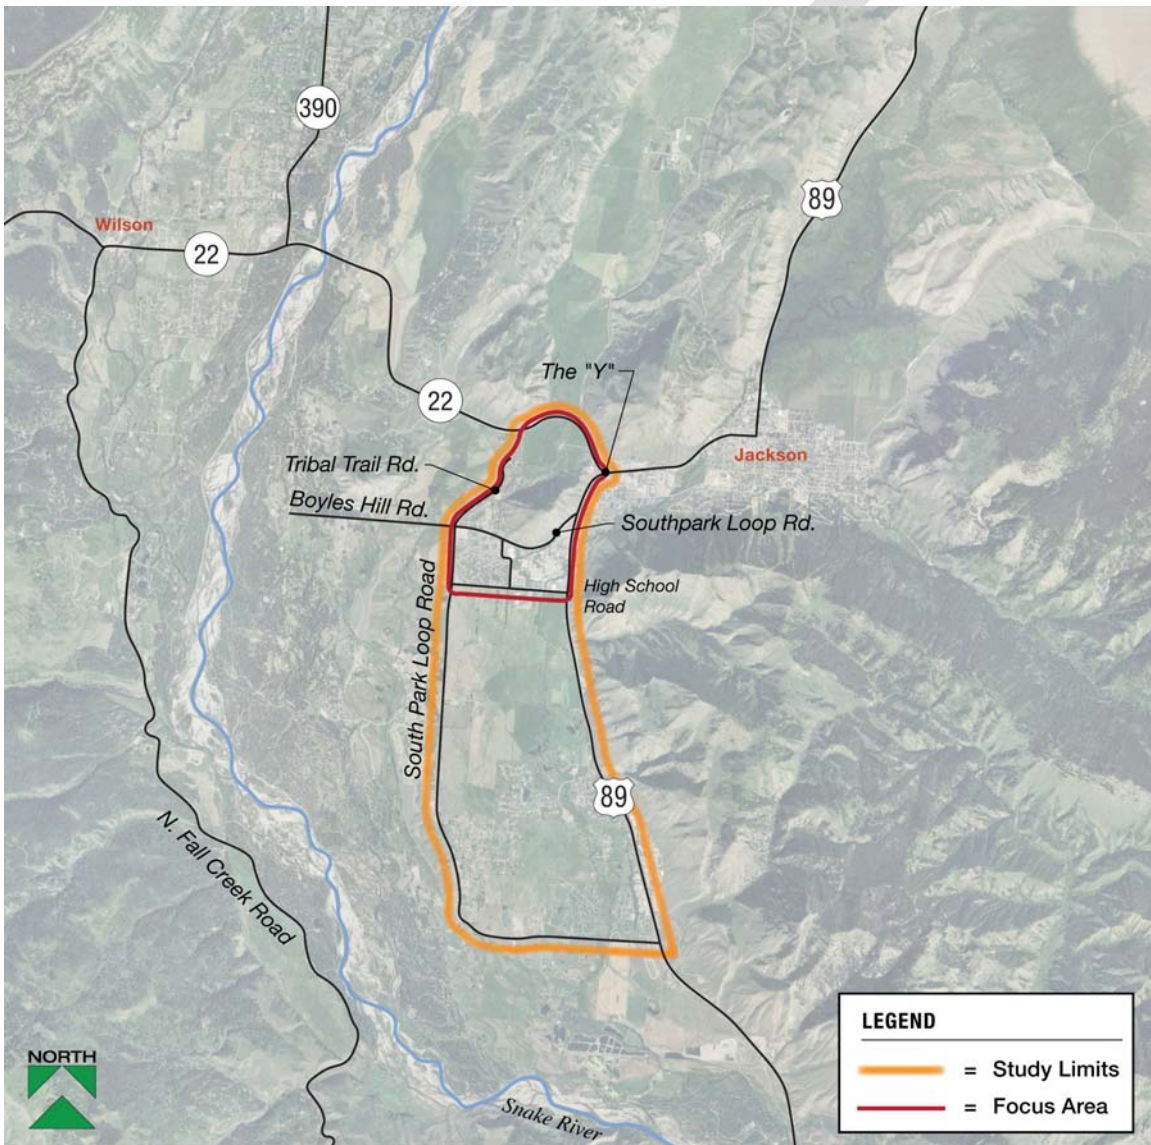 390
89
Wilson
22
The "Y"
22
Jackson
Tribal Trail Rd.
Boyles Hill Rd.
Southpark Loop Rd.
High School
Road
South Park Loop Road
89
N. Fall Creek Road
LEGEND
= Study Limits
= Focus Area
NORTH
Snake River